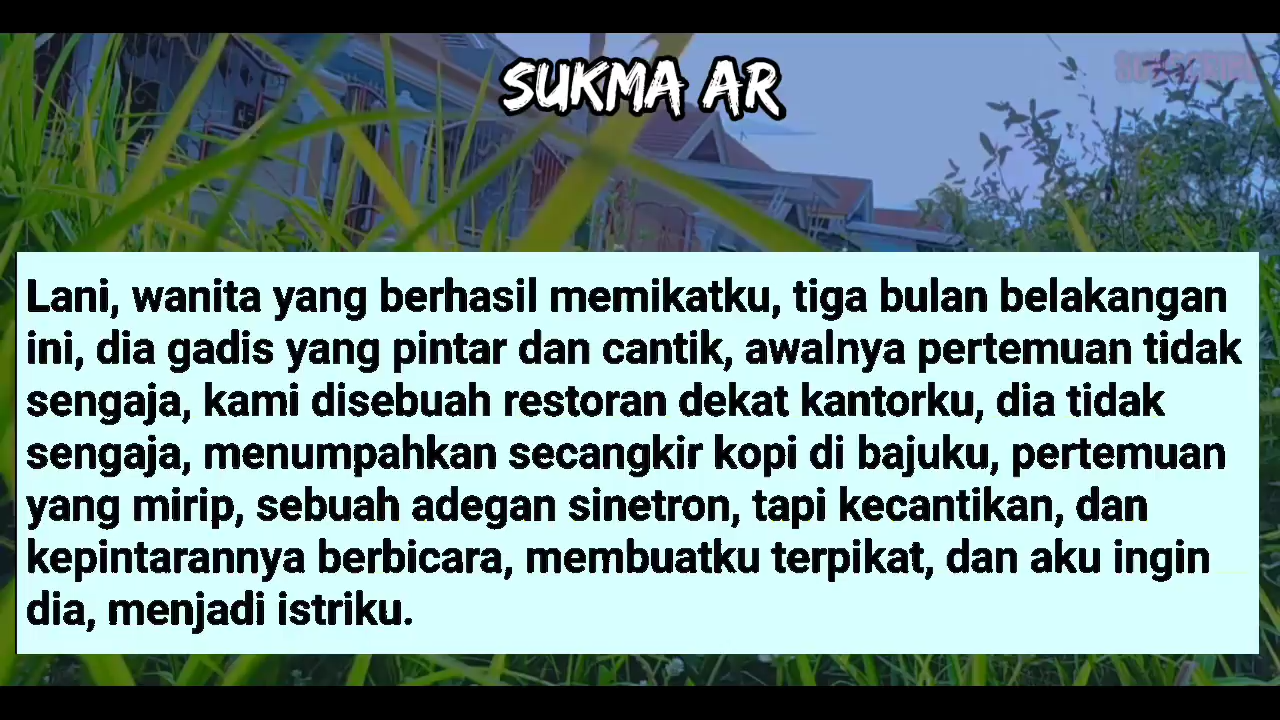 SUKMA AR
SUBSCRIBE
Lani, wanita yang berhasil memikatku, tiga bulan belakangan
ini, dia gadis yang pintar dan cantik, awalnya pertemuan tidak
sengaja, kami disebuah restoran dekat kantorku, dia tidak
sengaja, menumpahkan secangkir kopi di bajuku, pertemuan
yang mirip, sebuah adegan sinetron, tapi kecantikan, dan
kepintarannya berbicara, membuatku terpikat, dan aku ingin
dia, menjadi istriku.